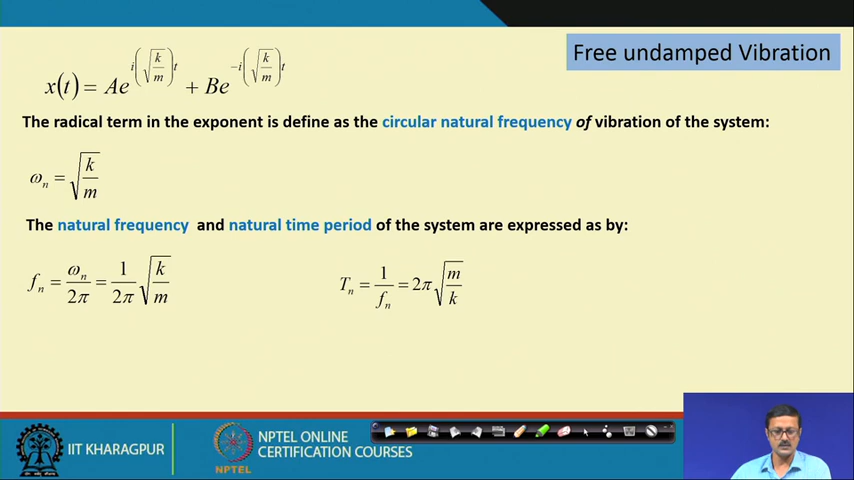 Free undamped Vibration
x(t) = Ae^{i(√(k/m))t} + Be^{-i(√(k/m))t}
The radical term in the exponent is define as the circular natural frequency of vibration of the system:
ω_n = √(k/m)
The natural frequency and natural time period of the system are expressed as by:
f_n = ω_n/2π = 1/2π √(k/m)
T_n = 1/f_n = 2π √(m/k)
IIT KHARAGPUR
NPTEL
NPTEL ONLINE
CERTIFICATION COURSES